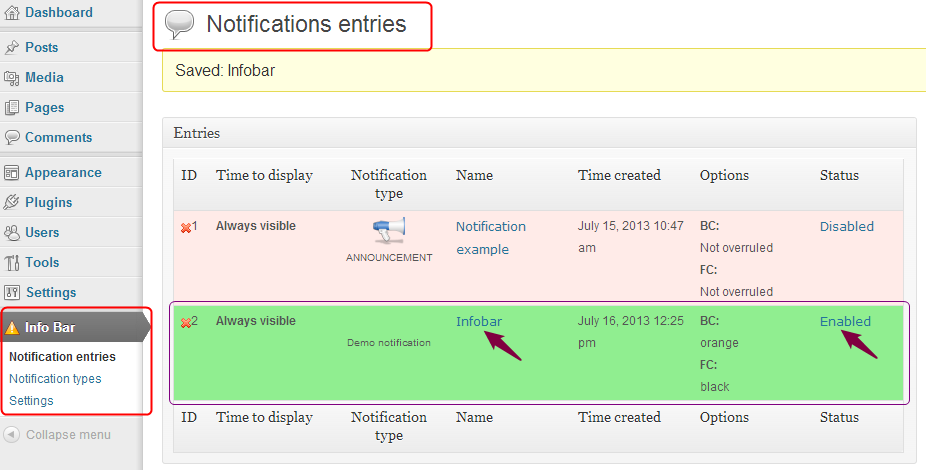 Dashboard
Posts
Media
Pages
Comments
Appearance
Plugins
Users
Tools
Settings
Info Bar
Notification entries
Notification types
Settings
Collapse menu
Notifications entries
Saved: Infobar
Entries
ID Time to display Notification type Name Time created Options Status
1 Always visible ANNOUNCEMENT Notification example July 15, 2013 10:47 am BC: Not overruled FC: Not overruled Disabled
2 Always visible Demo notification Infobar July 16, 2013 12:25 pm BC: orange FC: black Enabled
ID Time to display Notification type Name Time created Options Status